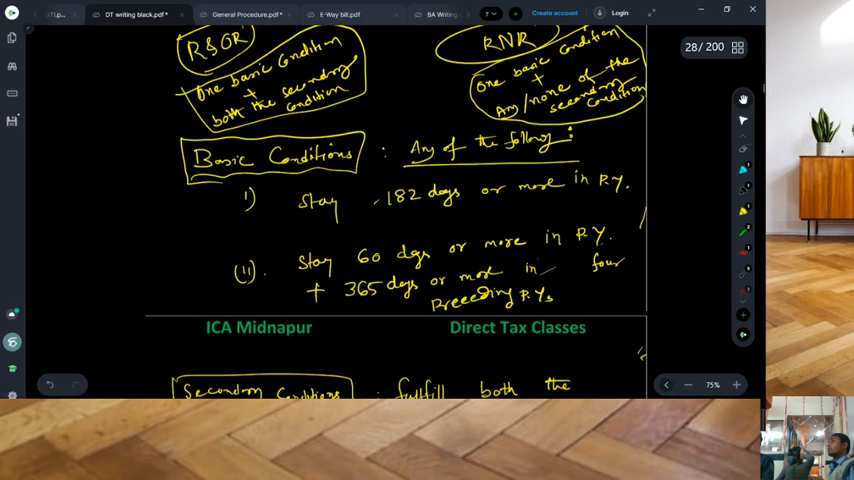 DT writing black.pdf*
General Procedure.pdf*
E-Way bill.pdf
BA Writing
7
Create account
Login
28 / 200
R&OR
One basic condition
+
both the secondary
condition
RNR
One basic condition
+
Any/none of the
secondary
condition
Basic Conditions : Any of the following :
i) Stay 182 days or more in P.Y.
(ii). Stay 60 days or more in P.Y.
+ 365 days or more in four
Preceding P.Ys
ICA Midnapur
Direct Tax Classes
Secondary Conditions : fulfill both the
75%